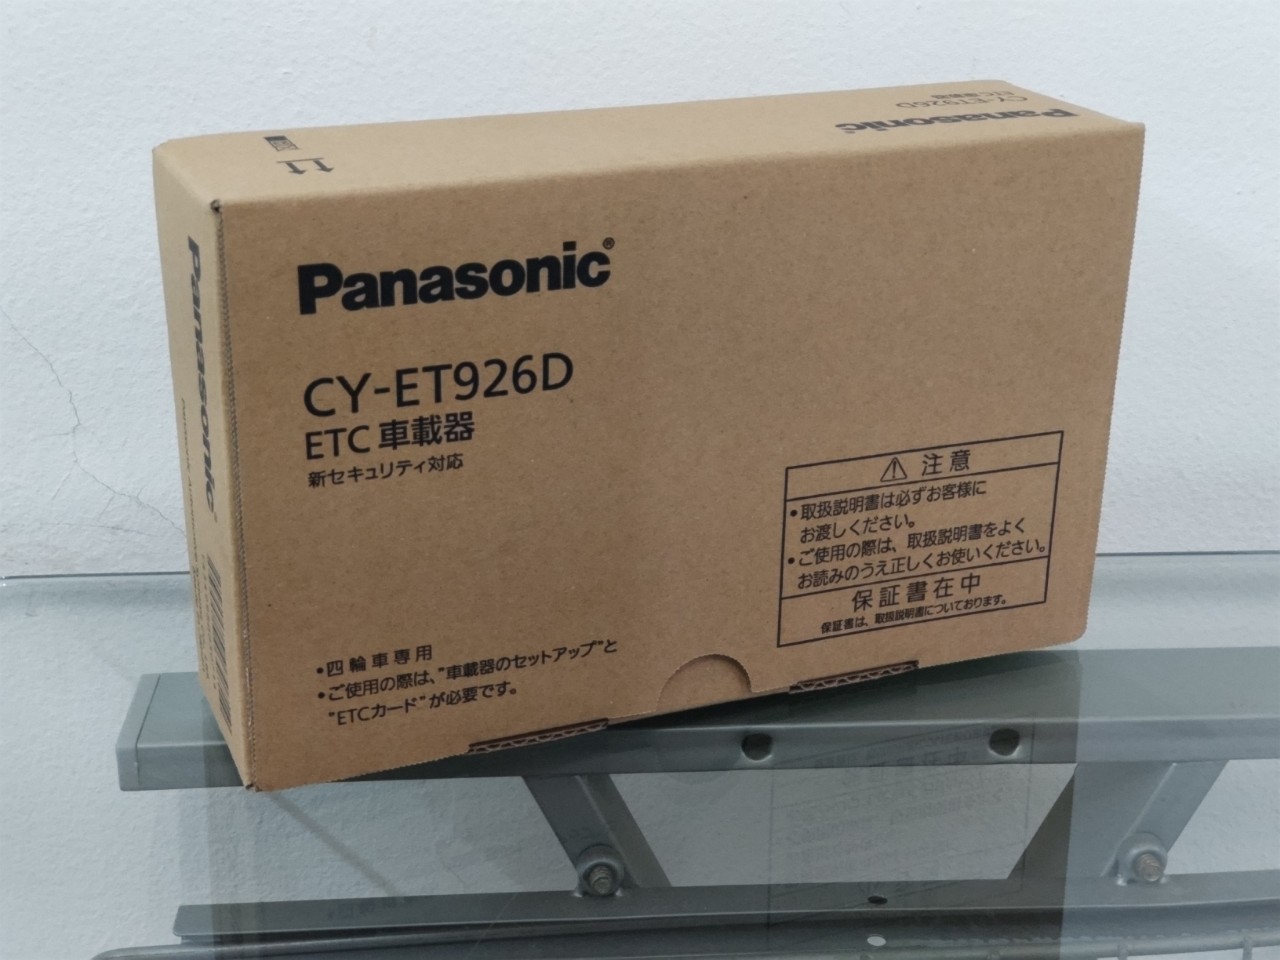 CY-ET926D
ETC車載器
Panasonic
Panasonic
Panasonic®
CY-ET926D
ETC 車載器
新セキュリティ対応
⚠ 注意
•取扱説明書は必ずお客様に
お渡しください。
•ご使用の際は、取扱説明書をよく
お読みのうえ正しくお使いください。
保証書在中
保証書は、取扱説明書についております。
•四輪車専用
•ご使用の際は、"車載器のセットアップ"と
"ETCカード"が必要です。